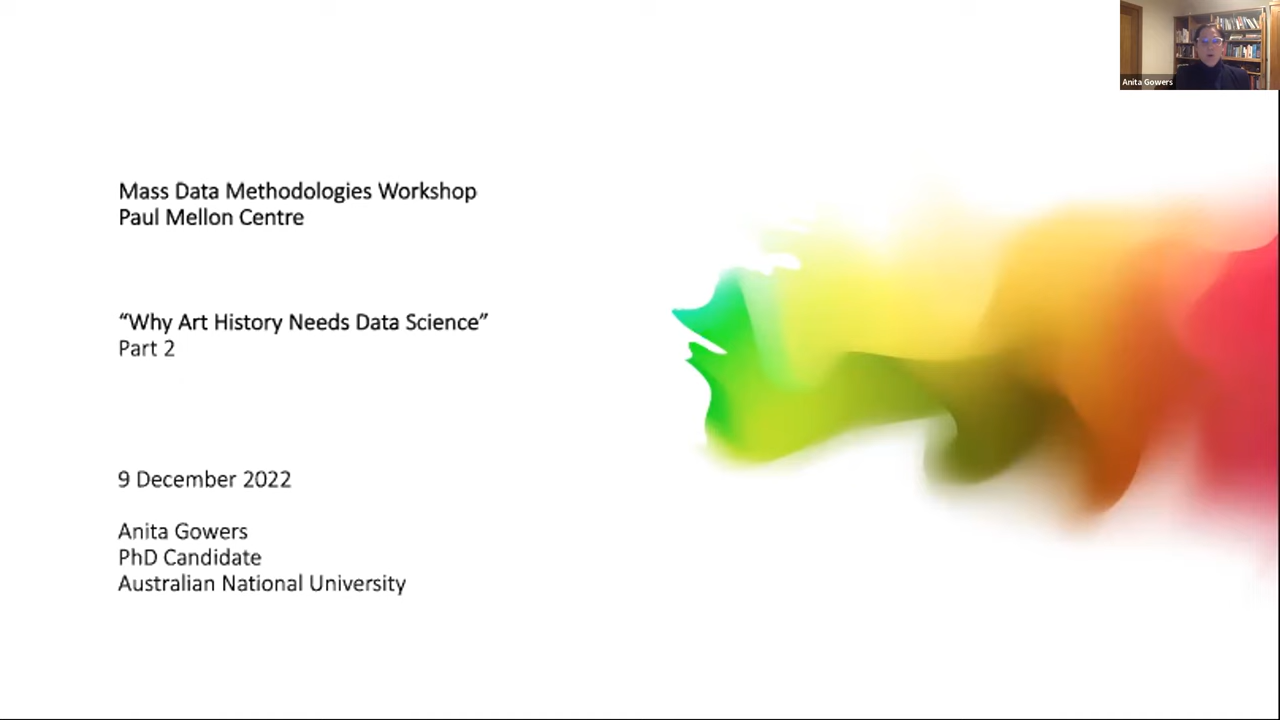 Anita Gowers
Mass Data Methodologies Workshop
Paul Mellon Centre
“Why Art History Needs Data Science”
Part 2
9 December 2022
Anita Gowers
PhD Candidate
Australian National University